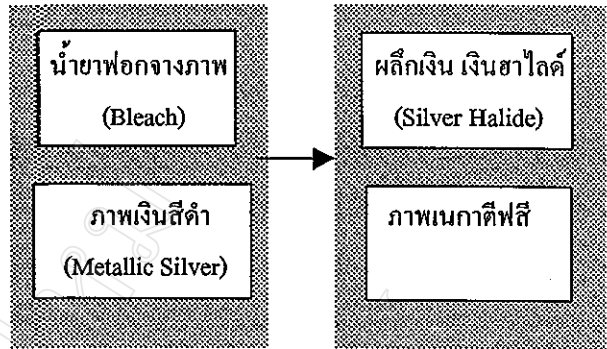 น้ำยาฟอกจางภาพ
(Bleach)
ภาพเงินสีดำ
(Metallic Silver)
ผลึกเงิน เงินฮาไลด์
(Silver Halide)
ภาพเนกาตีฟสี